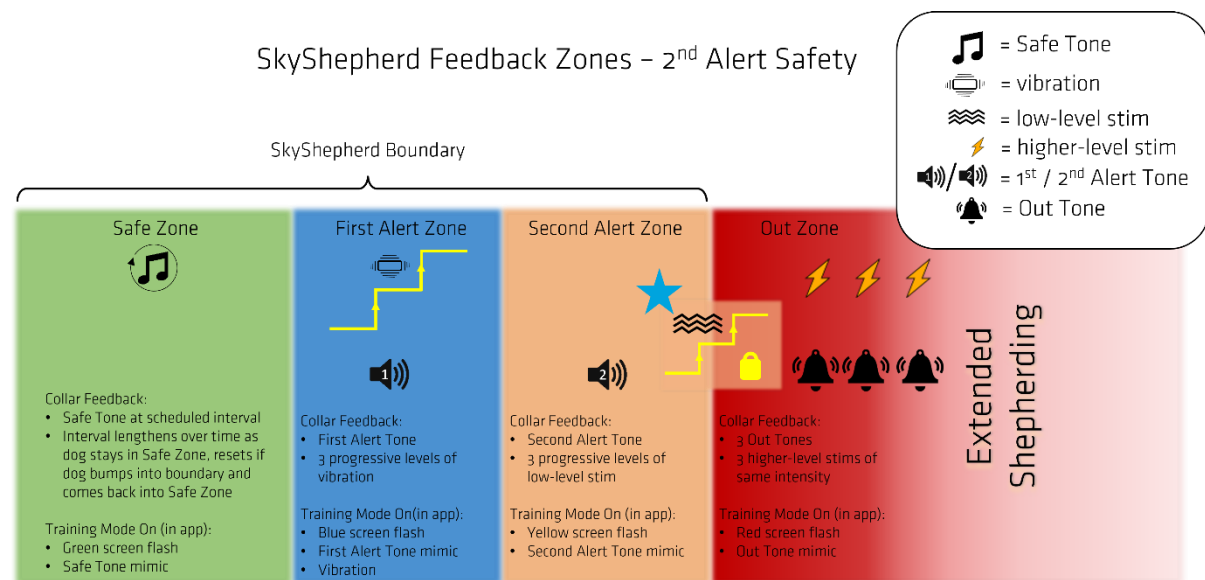 SkyShepherd Feedback Zones – 2nd Alert Safety
= Safe Tone
= vibration
= low-level stim
= higher-level stim
1 / 2 = 1st / 2nd Alert Tone
= Out Tone
SkyShepherd Boundary
Safe Zone
Collar Feedback:
• Safe Tone at scheduled interval
• Interval lengthens over time as
dog stays in Safe Zone, resets if
dog bumps into boundary and
comes back into Safe Zone
Training Mode On (in app):
• Green screen flash
• Safe Tone mimic
First Alert Zone
1
Collar Feedback:
• First Alert Tone
• 3 progressive levels of
vibration
Training Mode On(in app):
• Blue screen flash
• First Alert Tone mimic
• Vibration
Second Alert Zone
2
Collar Feedback:
• Second Alert Tone
• 3 progressive levels of
low-level stim
Training Mode On (in app):
• Yellow screen flash
• Second Alert Tone mimic
Out Zone
Collar Feedback:
• 3 Out Tones
• 3 higher-level stims of
same intensity
Training Mode On (in app):
• Red screen flash
• Out Tone mimic
Extended
Shepherding